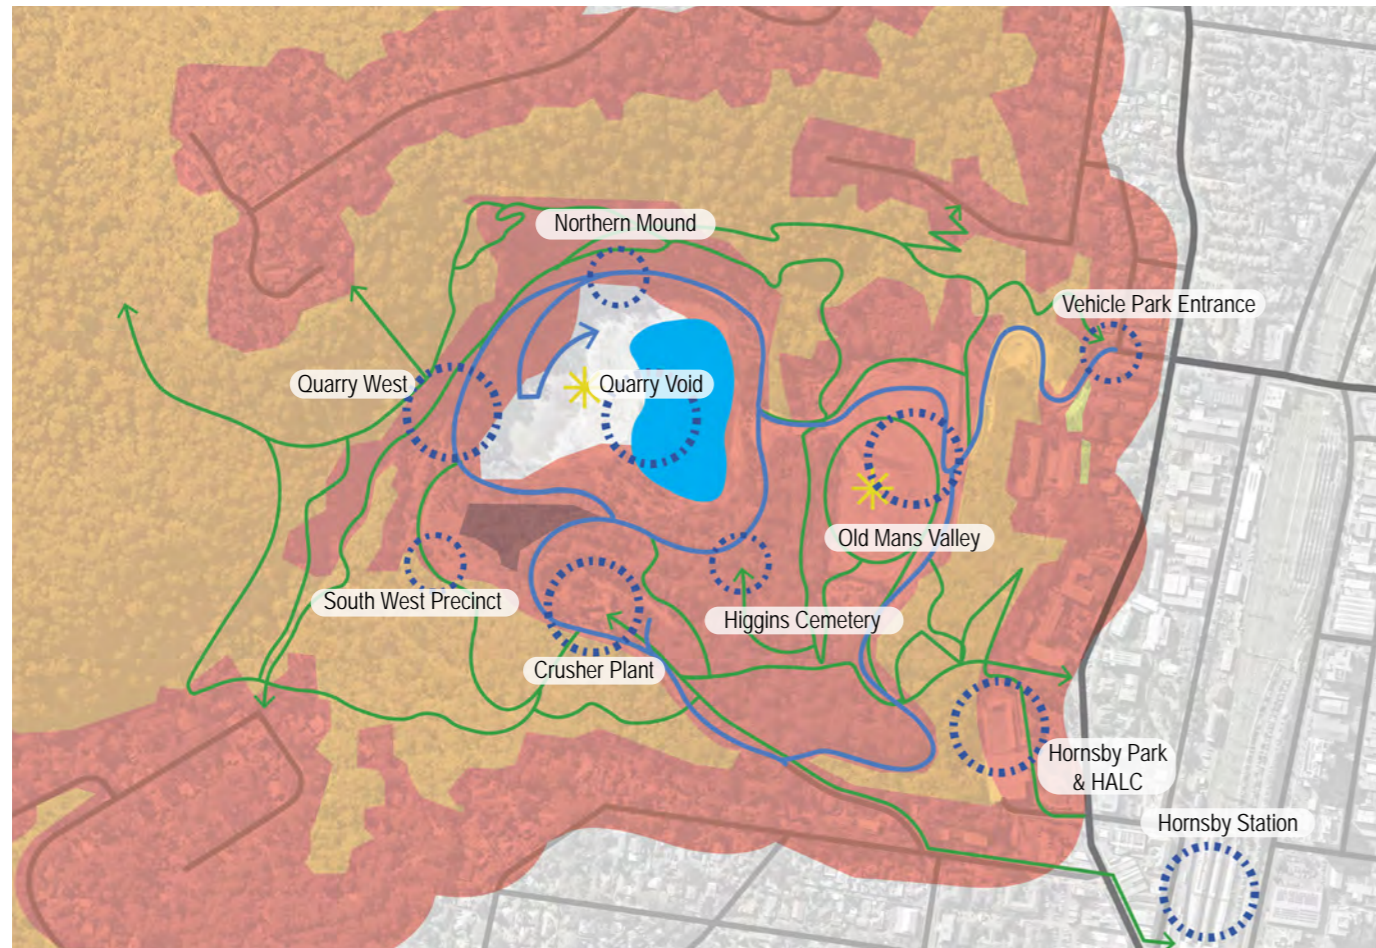 Northern Mound
Vehicle Park Entrance
Quarry West
Quarry Void
Old Mans Valley
South West Precinct
Higgins Cemetery
Crusher Plant
Hornsby Park
& HALC
Hornsby Station